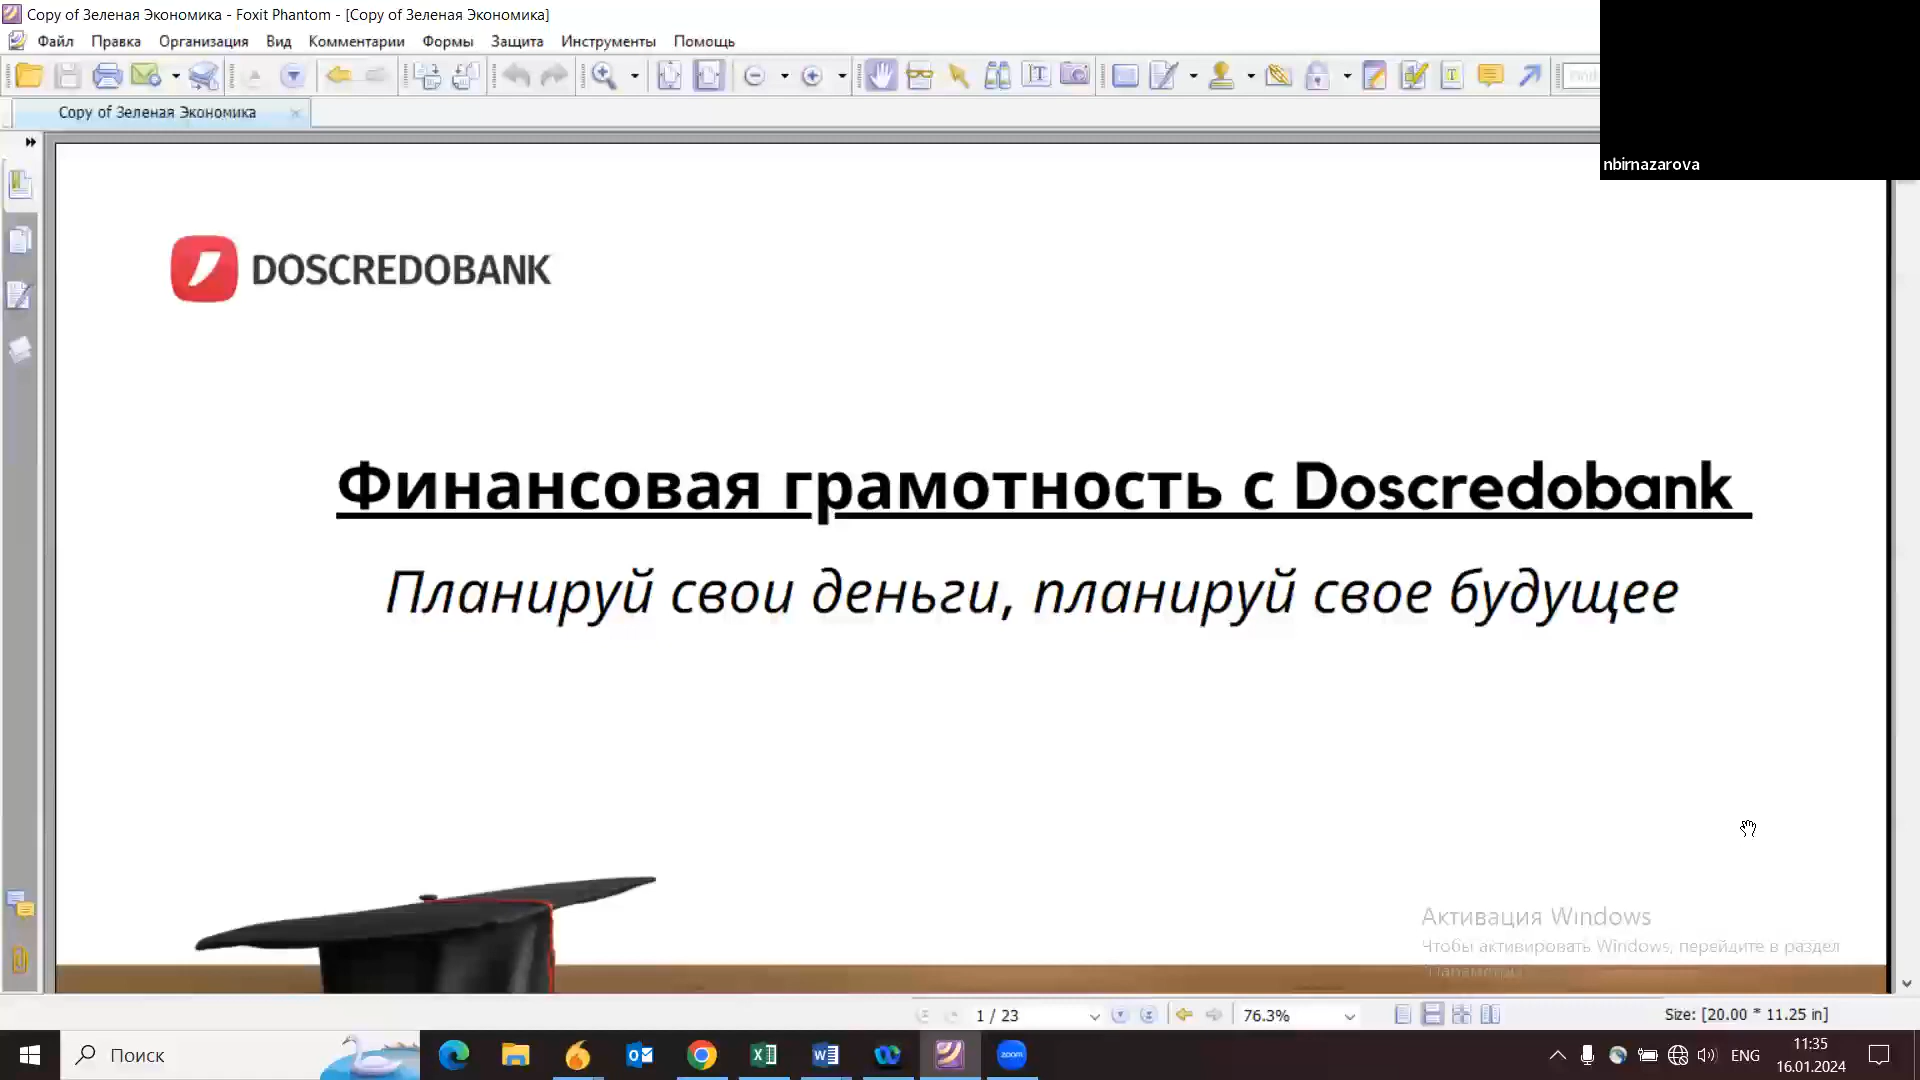 Copy of Зеленая Экономика - Foxit Phantom - [Copy of Зеленая Экономика]
Файл Правка Организация Вид Комментарии Формы Защита Инструменты Помощь
Copy of Зеленая Экономика
nbirnazarova
DOSCREDOBANK
Финансовая грамотность с Doscredobank
Планируй свои деньги, планируй свое будущее
Активация Windows
Чтобы активировать Windows, перейдите в раздел
"Параметры".
1 / 23
76.3%
Size: [20.00 * 11.25 in]
Поиск
zoom
ENG
11:35
16.01.2024